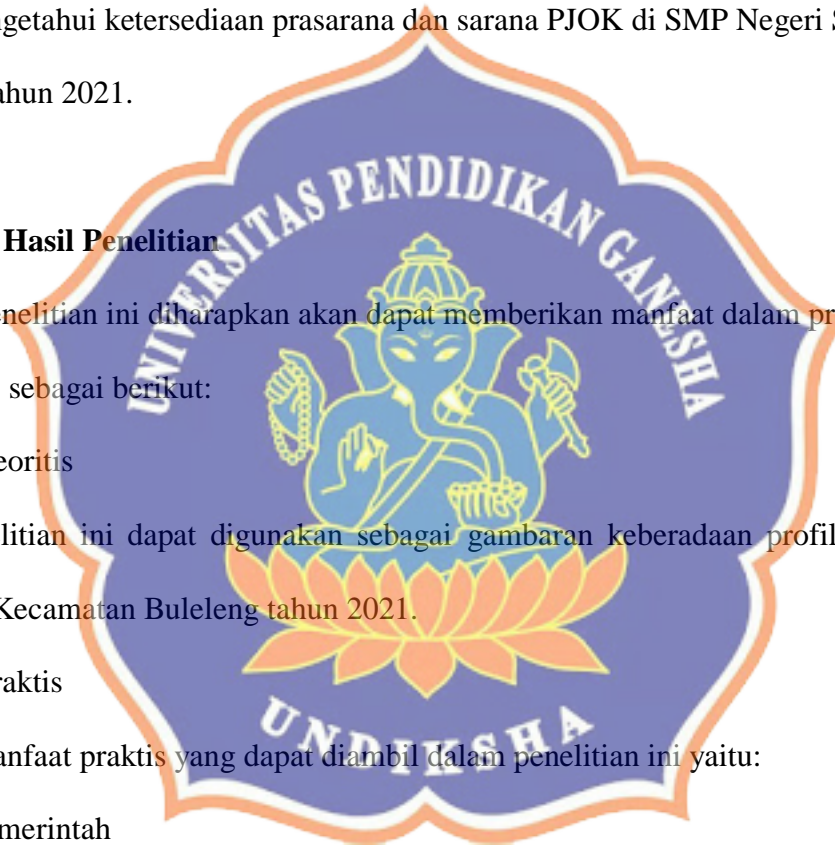 ngetahui ketersediaan prasarana dan sarana PJOK di SMP Negeri
ahun 2021.
Hasil Penelitian
enelitian ini diharapkan akan dapat memberikan manfaat dalam pr
sebagai berikut:
eoritis
litian ini dapat digunakan sebagai gambaran keberadaan profil
Kecamatan Buleleng tahun 2021.
raktis
anfaat praktis yang dapat diambil dalam penelitian ini yaitu:
merintah
UNIVERSITAS PENDIDIKAN GANESHA
UNDIKSHA